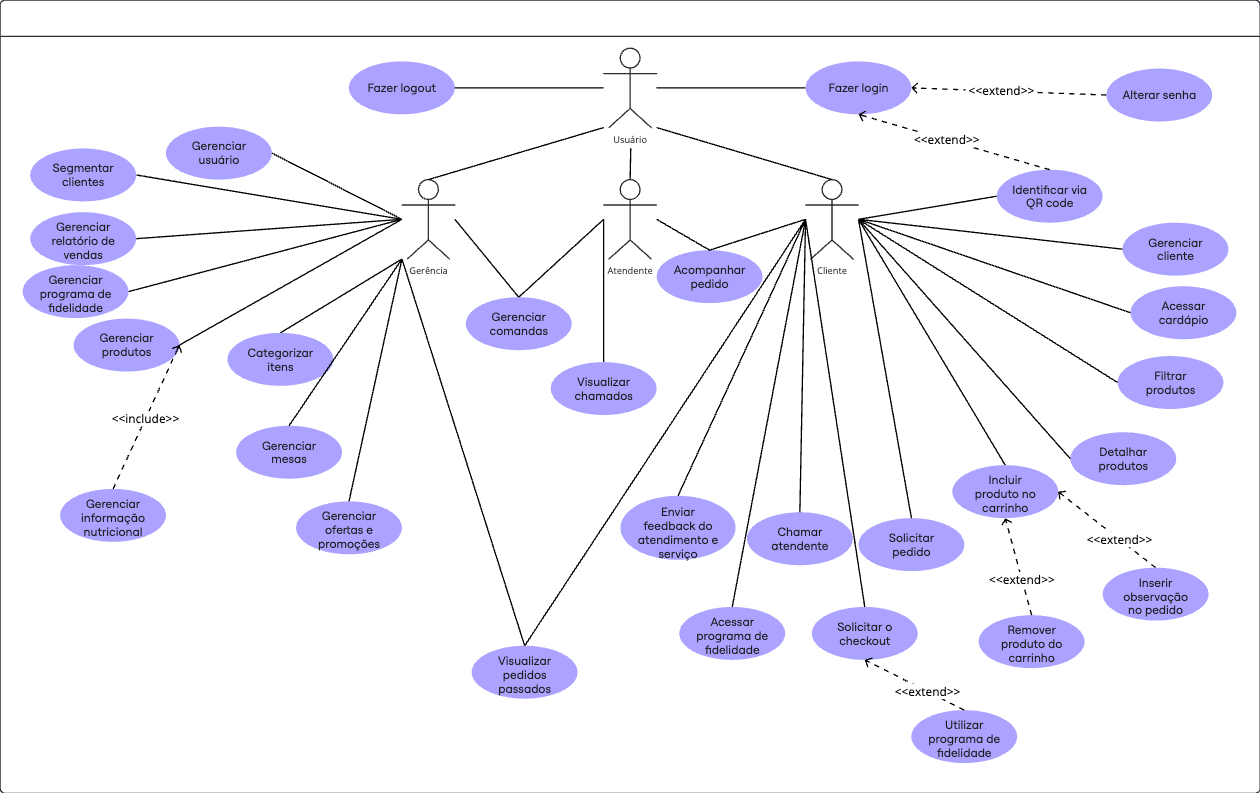 Fazer logout
Fazer login
<<extend>>
Alterar senha
Usuário
<<extend>>
Gerenciar
usuário
Segmentar
clientes
Identificar via
QR code
Gerenciar
relatório de
vendas
Gerenciar
cliente
Gerência
Atendente
Cliente
Acompanhar
pedido
Gerenciar
programa de
fidelidade
Acessar
cardápio
Gerenciar
comandas
Gerenciar
produtos
Categorizar
itens
Visualizar
chamados
Filtrar
produtos
<<include>>
Gerenciar
mesas
Detalhar
produtos
Incluir
produto no
carrinho
Gerenciar
informação
nutricional
Gerenciar
ofertas e
promoções
Enviar
feedback do
atendimento e
serviço
Chamar
atendente
Solicitar
pedido
<<extend>>
<<extend>>
Inserir
observação
no pedido
Acessar
programa de
fidelidade
Solicitar o
checkout
Remover
produto do
carrinho
Visualizar
pedidos
passados
<<extend>>
Utilizar
programa de
fidelidade